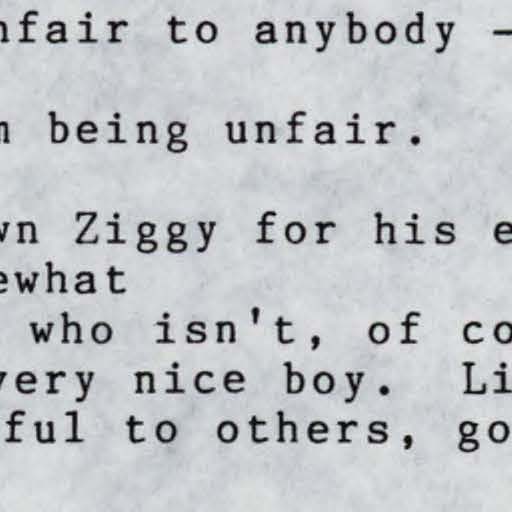 nfair to anybody —
m being unfair.
wn Ziggy for his e
ewhat
who isn't, of co
very nice boy. Li
ful to others, go